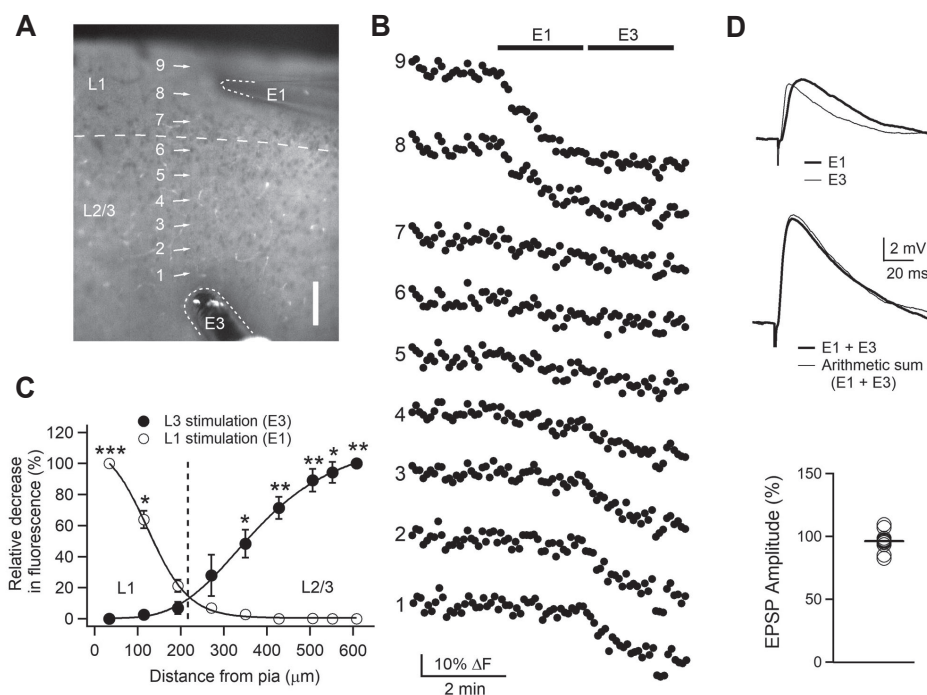 A
L1
L2/3
9
8
7
6
5
4
3
2
1
E1
E3
B
E1
E3
9
8
7
6
5
4
3
2
1
10% ΔF
2 min
C
L3 stimulation (E3)
L1 stimulation (E1)
Relative decrease
in fluorescence (%)
120
100
80
60
40
20
0
***
*
*
**
**
*
**
L1
L2/3
0
100
200
300
400
500
600
Distance from pia (μm)
D
E1
E3
2 mV
20 ms
E1 + E3
Arithmetic sum
(E1 + E3)
EPSP Amplitude (%)
150
100
50
0